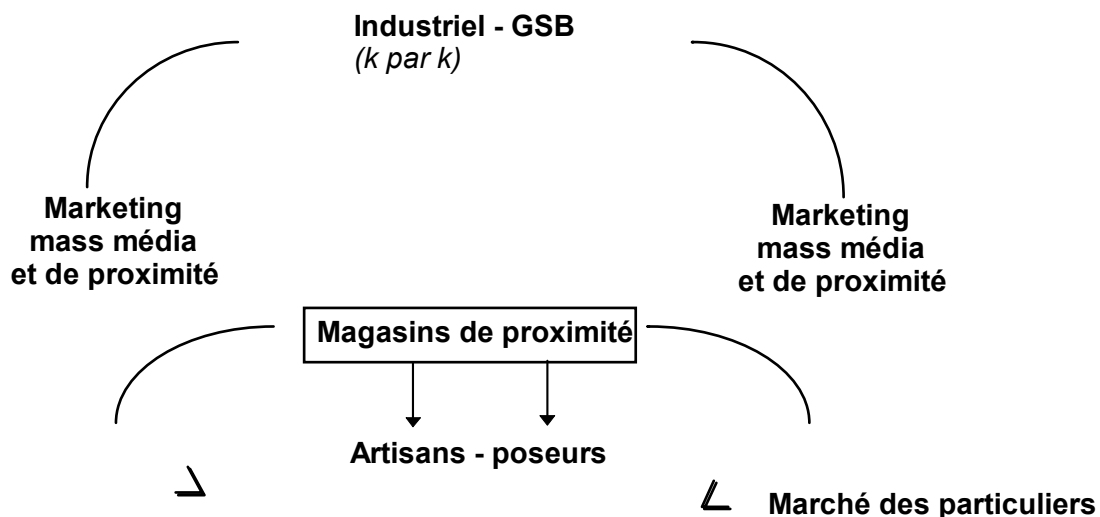 Industriel - GSB
(k par k)
Marketing
mass média
et de proximité
Marketing
mass média
et de proximité
Magasins de proximité
Artisans - poseurs
Marché des particuliers